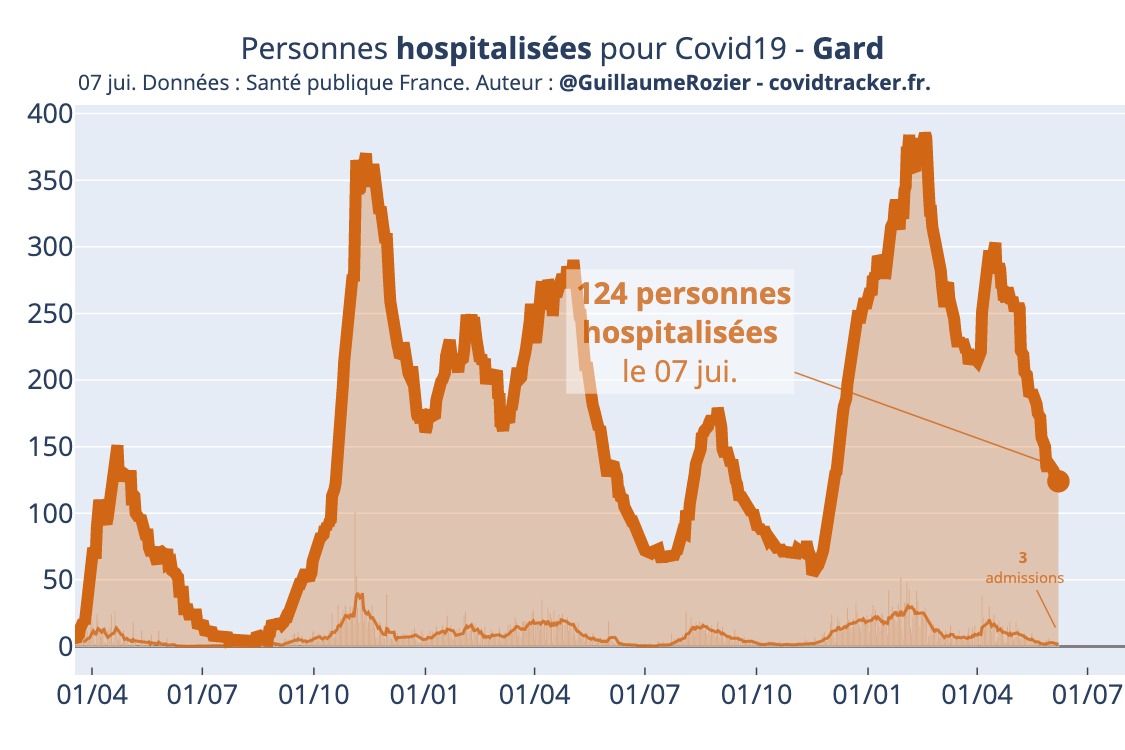 Personnes hospitalisées pour Covid19 - Gard
07 jui. Données : Santé publique France. Auteur : @GuillaumeRozier - covidtracker.fr.
400
350
300
250
200
150
100
50
0
124 personnes
hospitalisées
le 07 jui.
3
admissions
01/04 01/07 01/10 01/01 01/04 01/07 01/10 01/01 01/04 01/07